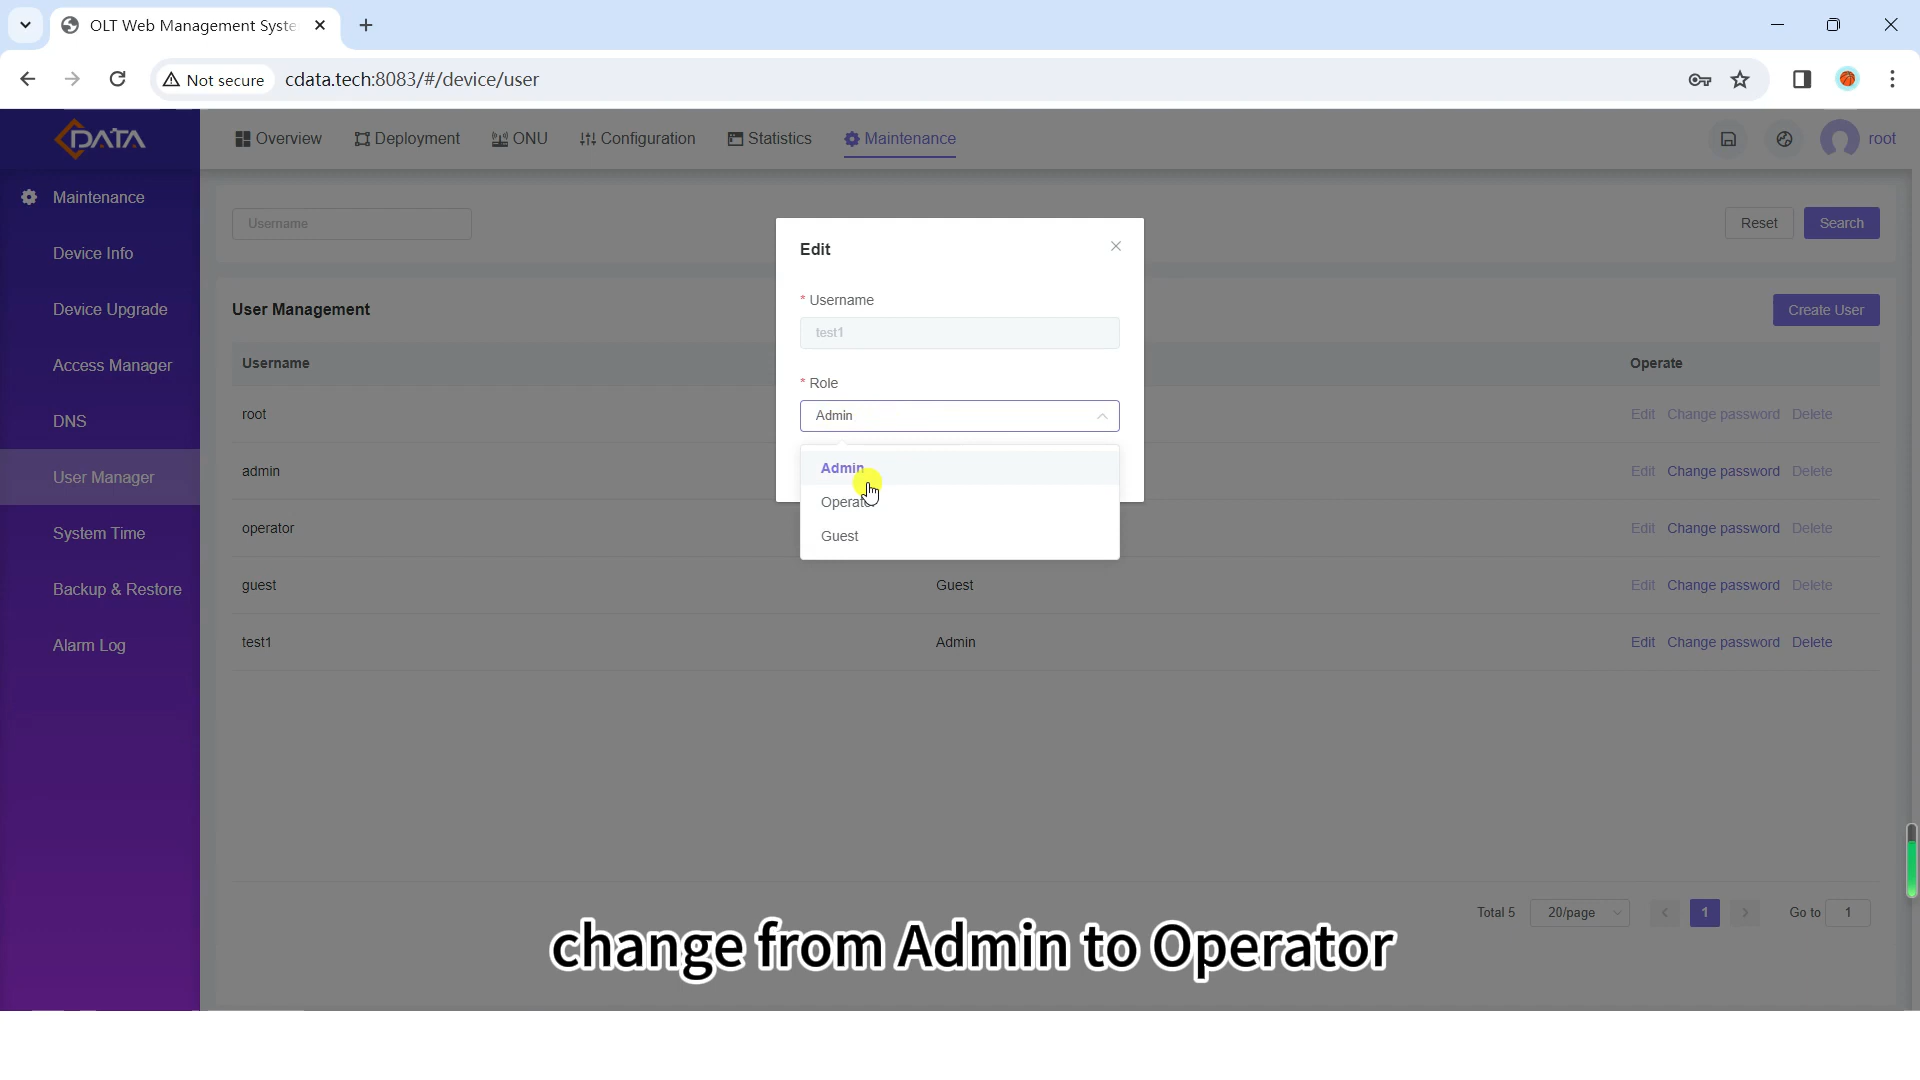 OLT Web Management Syste
Not secure
cdata.tech:8083/#/device/user
DATA
Overview
Deployment
ONU
Configuration
Statistics
Maintenance
root
Maintenance
Device Info
Device Upgrade
Access Manager
DNS
User Manager
System Time
Backup & Restore
Alarm Log
Username
Reset
Search
User Management
Create User
Username
Operate
root
Edit Change password Delete
admin
Edit Change password Delete
operator
Edit Change password Delete
guest
Guest
Edit Change password Delete
test1
Admin
Edit Change password Delete
Edit
* Username
test1
* Role
Admin
Admin
Operator
Guest
Total 5
20/page
1
Go to
1
change from Admin to Operator